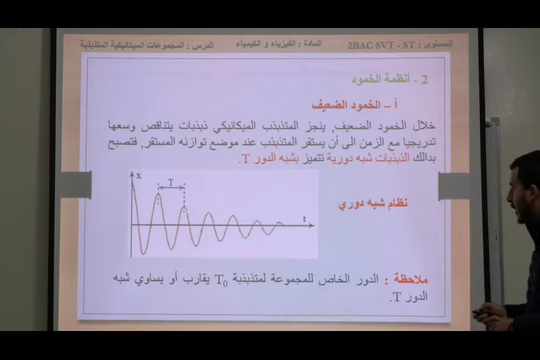 المستوى : 2BAC SVT - ST
المادة : الفيزياء و الكيمياء
الدرس : المجموعات الميكانيكية المتذبذبة
2 - أنظمة الخمود
أ – الخمود الضعيف
خلال الخمود الضعيف, ينجز المتذبذب الميكانيكي ذبذبات يتناقص وسعها
تدريجيا مع الزمن الى أن يستقر المتذبذب عند موضع توازنه المستقر, فتصبح
بدالك الذبذبات شبه دورية تتميز بشبه الدور T.
x
T
t
نظام شبه دوري
ملاحظة : الدور الخاص للمجموعة لمتذبذبة T0 يقارب أو يساوي شبه
الدور T.